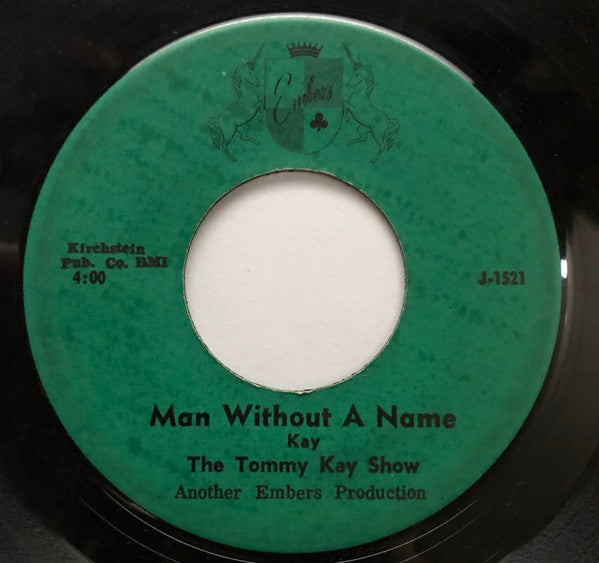 Embers
Kirchstein
Pub. Co. BMI
4:00
J-1521
Man Without A Name
Kay
The Tommy Kay Show
Another Embers Production